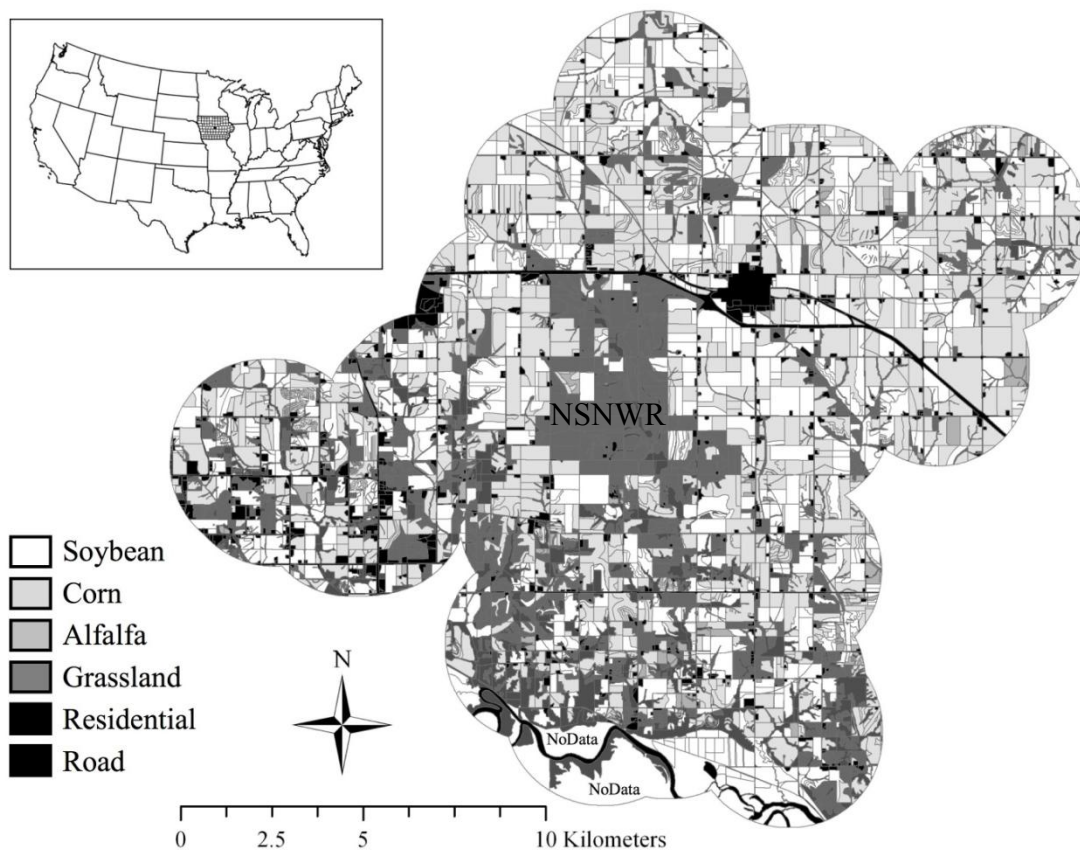 NSNWR
Soybean
Corn
Alfalfa
Grassland
Residential
Road
N
NoData
NoData
0 2.5 5 10 Kilometers